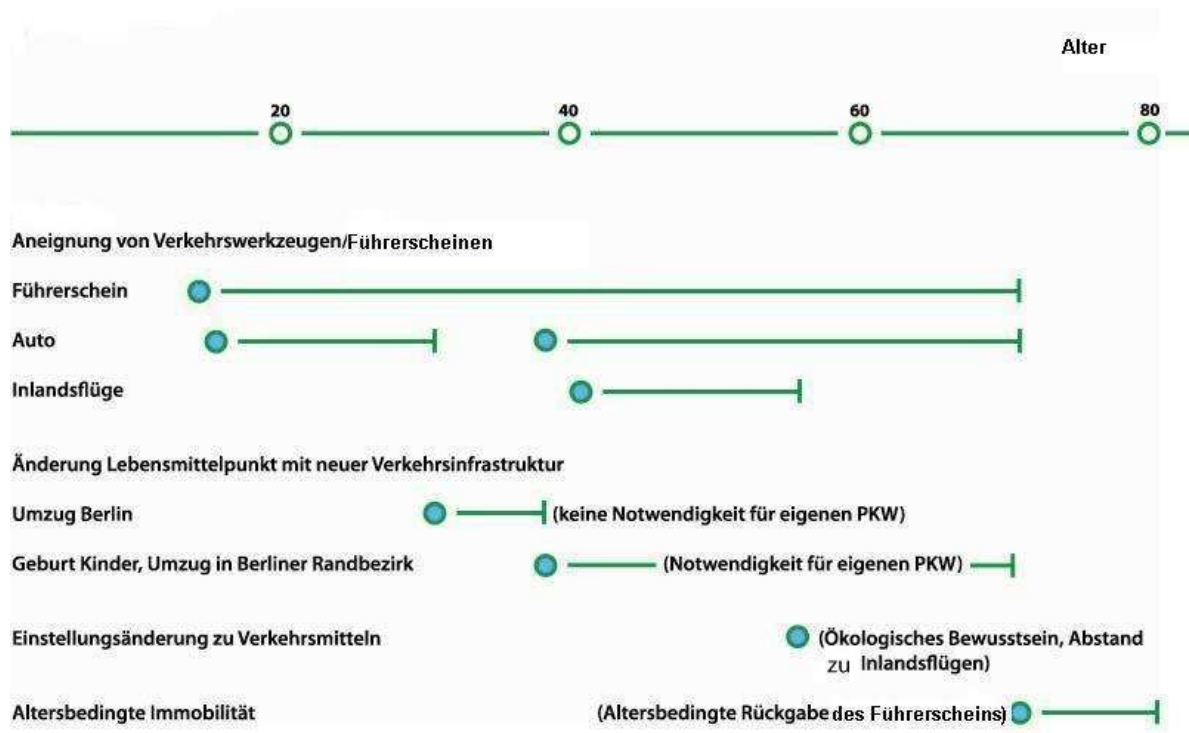 Alter
20 40 60 80
Aneignung von Verkehrswerkzeugen/Führerscheinen
Führerschein
Auto
Inlandsflüge
Änderung Lebensmittelpunkt mit neuer Verkehrsinfrastruktur
Umzug Berlin (keine Notwendigkeit für eigenen PKW)
Geburt Kinder, Umzug in Berliner Randbezirk (Notwendigkeit für eigenen PKW)
Einstellungsänderung zu Verkehrsmitteln (Ökologisches Bewusstsein, Abstand
zu Inlandsflügen)
Altersbedingte Immobilität (Altersbedingte Rückgabe des Führerscheins)